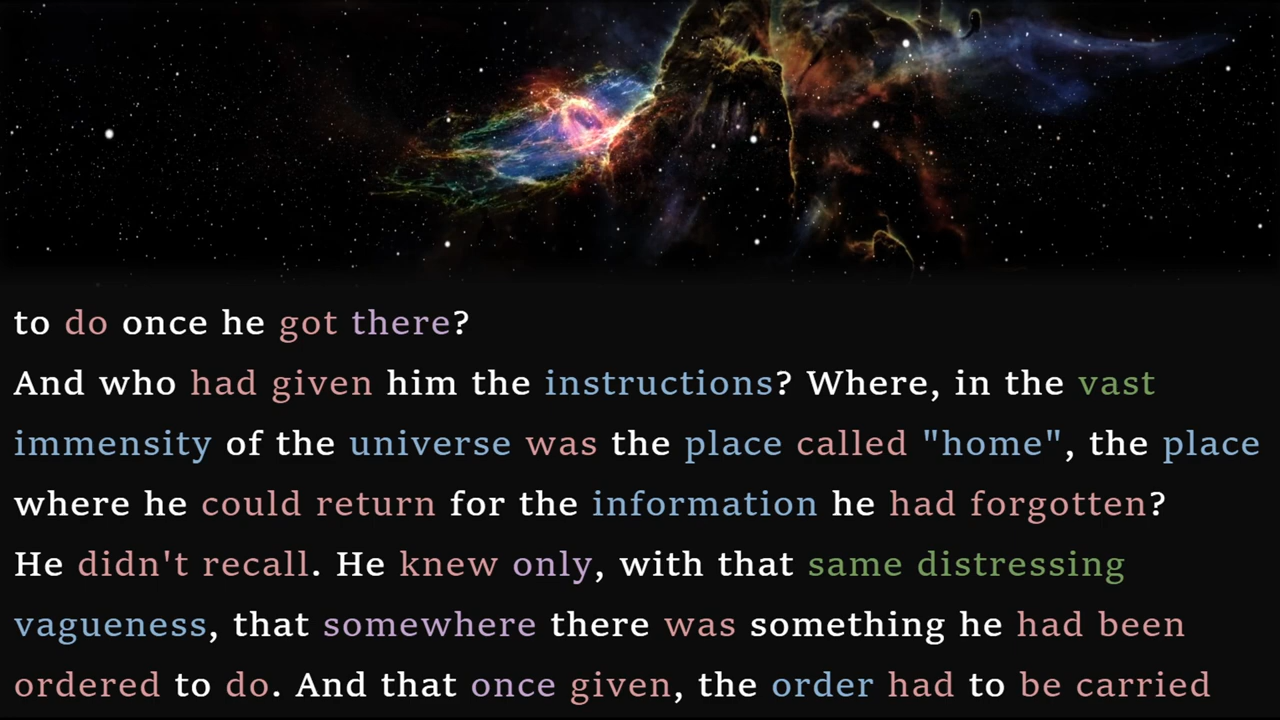 to do once he got there?
And who had given him the instructions? Where, in the vast
immensity of the universe was the place called "home", the place
where he could return for the information he had forgotten?
He didn't recall. He knew only, with that same distressing
vagueness, that somewhere there was something he had been
ordered to do. And that once given, the order had to be carried